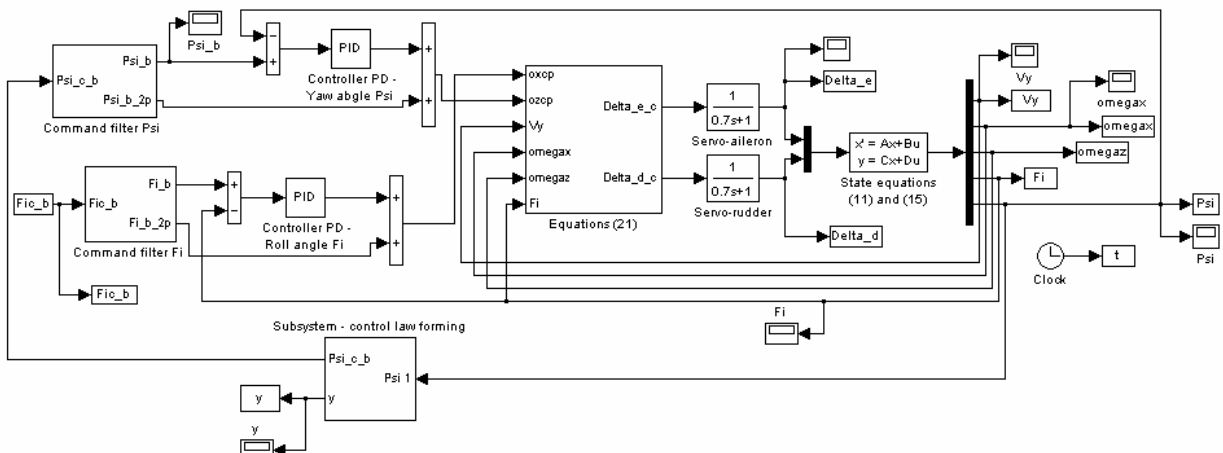 Psi_c_b
Psi_b
Psi_b_2p
Command filter Psi
Psi_b
−
+
PID
Controller PD -
Yaw abgle Psi
+
+
Fic_b
Fic_b
Fi_b
Fi_b_2p
Command filter Fi
Fic_b
+
−
PID
Controller PD -
Roll angle Fi
+
+
oxcp
ozcp
Vy
omegax
omegaz
Fi
Delta_e_c
Delta_d_c
Equations (21)
1
0.7s+1
Servo-aileron
1
0.7s+1
Servo-rudder
Delta_e
Delta_d
x' = Ax+Bu
y = Cx+Du
State equations
(11) and (15)
Vy
Vy
omegax
omegax
omegaz
Fi
Psi
Psi
Clock
t
Fi
Subsystem - control law forming
Psi_c_b
Psi 1
y
y
y